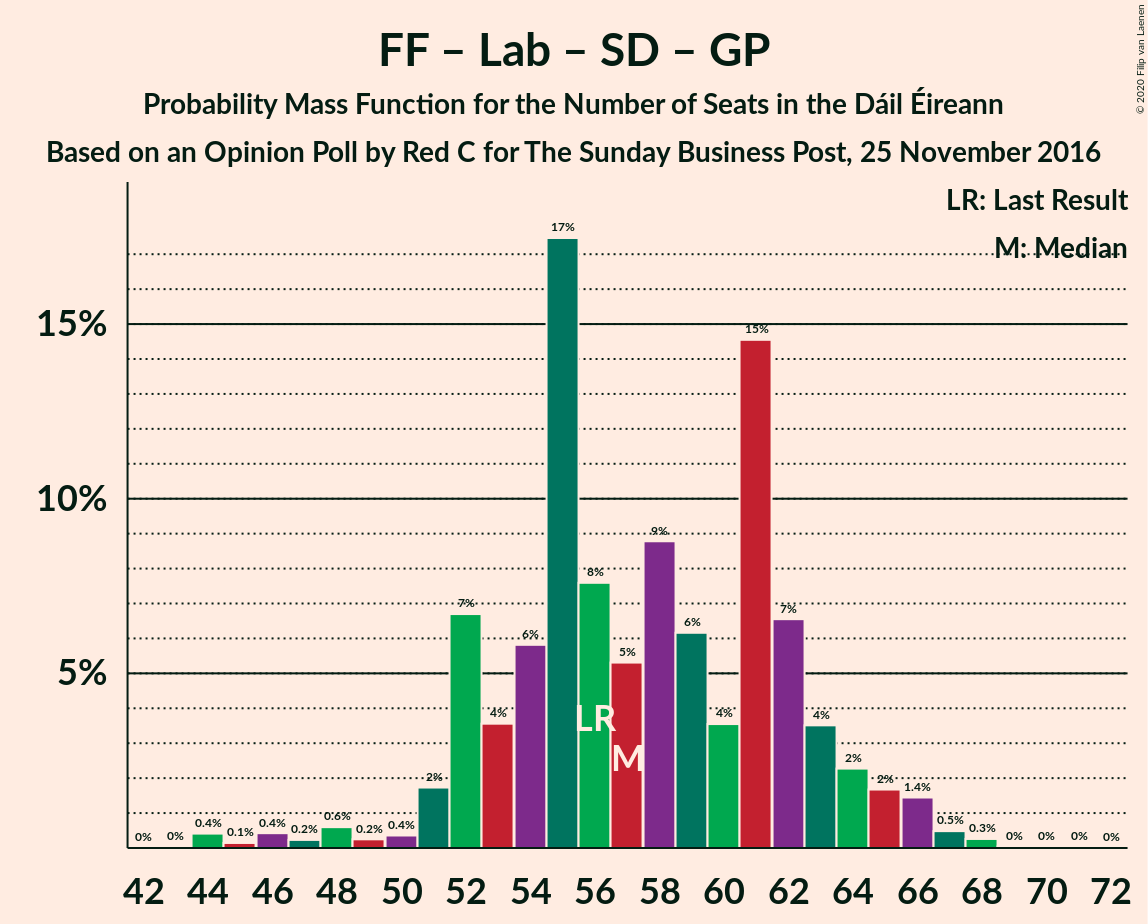 FF – Lab – SD – GP
Probability Mass Function for the Number of Seats in the Dáil Éireann
Based on an Opinion Poll by Red C for The Sunday Business Post, 25 November 2016
© 2020 Filip van Laenen
LR: Last Result
M: Median
15%
10%
5%
0% 0% 0.4% 0.1% 0.4% 0.2% 0.6% 0.2% 0.4% 2% 7% 4% 6% 17% 8% 5% 9% 6% 4% 15% 7% 4% 2% 2% 1.4% 0.5% 0.3% 0% 0% 0% 0%
LR
M
42 44 46 48 50 52 54 56 58 60 62 64 66 68 70 72